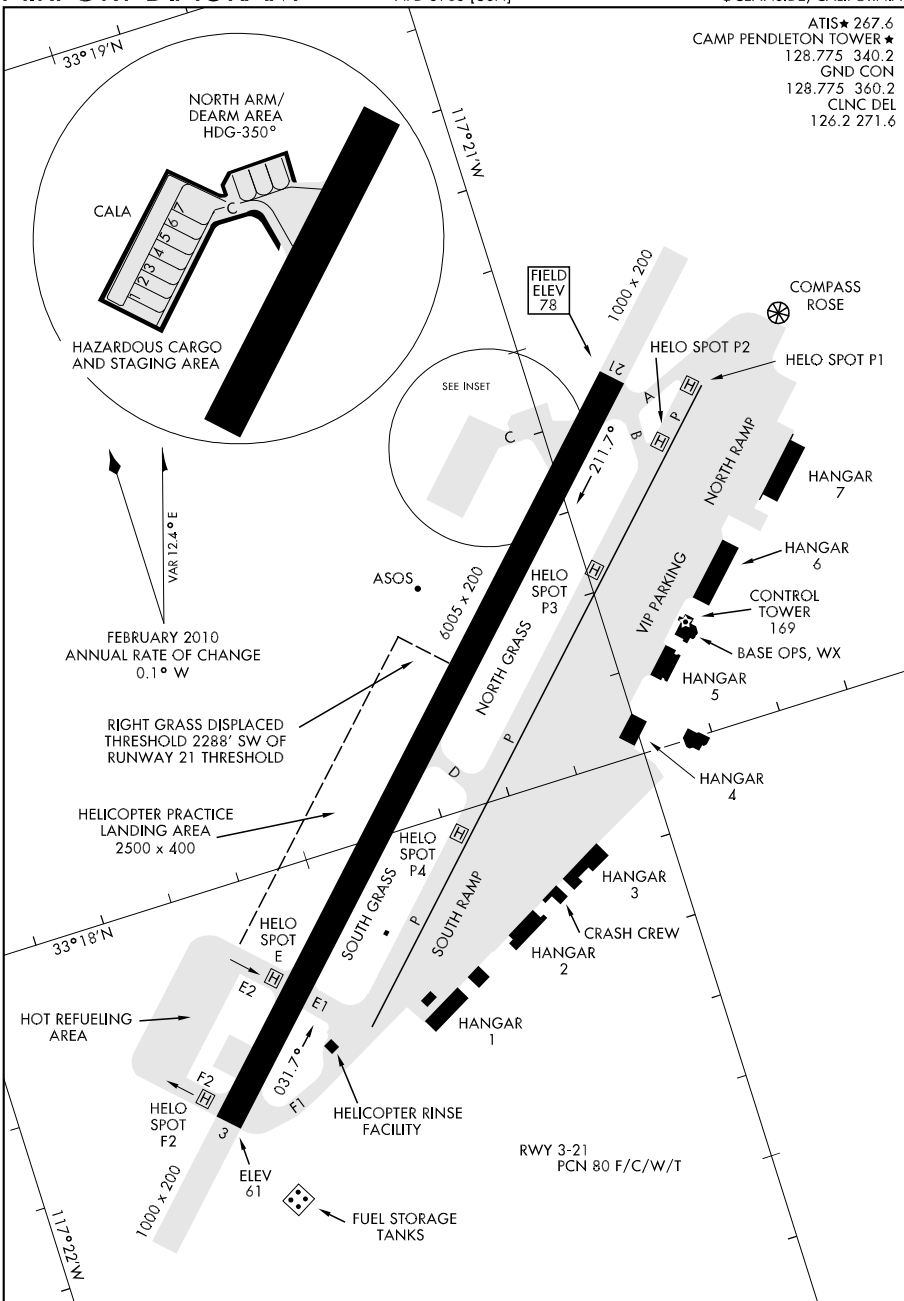 ATIS★ 267.6
CAMP PENDLETON TOWER ★
128.775 340.2
GND CON
128.775 360.2
CLNC DEL
126.2 271.6
33°19'N
NORTH ARM/
DEARM AREA
HDG-350°
117°21'W
CALA
C
1
2
3
4
5
6
7
HAZARDOUS CARGO
AND STAGING AREA
FIELD
ELEV
78
1000 x 200
COMPASS
ROSE
HELO SPOT P2
HELO SPOT P1
SEE INSET
21
A
H
P
C
B
H
211.7°
NORTH RAMP
HANGAR
7
VAR 12.4° E
HANGAR
6
ASOS
6005 x 200
HELO
SPOT
P3
H
VIP PARKING
CONTROL
TOWER
169
BASE OPS, WX
FEBRUARY 2010
ANNUAL RATE OF CHANGE
0.1° W
NORTH GRASS
HANGAR
5
RIGHT GRASS DISPLACED
THRESHOLD 2288' SW OF
RUNWAY 21 THRESHOLD
P
D
HANGAR
4
HELICOPTER PRACTICE
LANDING AREA
2500 x 400
HELO
SPOT
P4
H
HANGAR
3
SOUTH GRASS
P
SOUTH RAMP
CRASH CREW
33°18'N
HELO
SPOT
E
H
HANGAR
2
E2
E1
HOT REFUELING
AREA
HANGAR
1
031.7°
F2
H
F1
HELO
SPOT
F2
3
HELICOPTER RINSE
FACILITY
RWY 3-21
PCN 80 F/C/W/T
ELEV
61
1000 x 200
FUEL STORAGE
TANKS
117°22'W